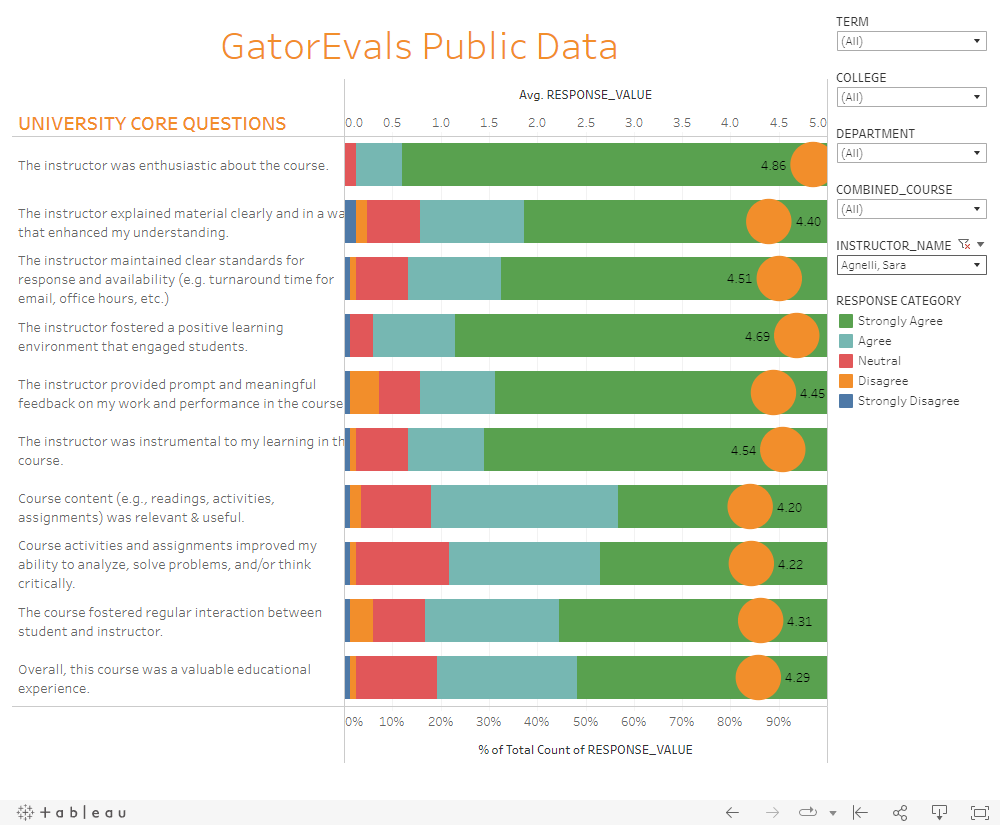 GatorEvals Public Data
TERM
(All)
COLLEGE
(All)
DEPARTMENT
(All)
COMBINED_COURSE
(All)
INSTRUCTOR_NAME
Agnelli, Sara
RESPONSE CATEGORY
Strongly Agree
Agree
Neutral
Disagree
Strongly Disagree
Avg. RESPONSE_VALUE
UNIVERSITY CORE QUESTIONS
0.0 0.5 1.0 1.5 2.0 2.5 3.0 3.5 4.0 4.5 5.0
The instructor was enthusiastic about the course.
4.86
The instructor explained material clearly and in a wa
that enhanced my understanding.
4.40
The instructor maintained clear standards for
response and availability (e.g. turnaround time for
email, office hours, etc.)
4.51
The instructor fostered a positive learning
environment that engaged students.
4.69
The instructor provided prompt and meaningful
feedback on my work and performance in the course
4.45
The instructor was instrumental to my learning in th
course.
4.54
Course content (e.g., readings, activities,
assignments) was relevant & useful.
4.20
Course activities and assignments improved my
ability to analyze, solve problems, and/or think
critically.
4.22
The course fostered regular interaction between
student and instructor.
4.31
Overall, this course was a valuable educational
experience.
4.29
0% 10% 20% 30% 40% 50% 60% 70% 80% 90%
% of Total Count of RESPONSE_VALUE
tableau